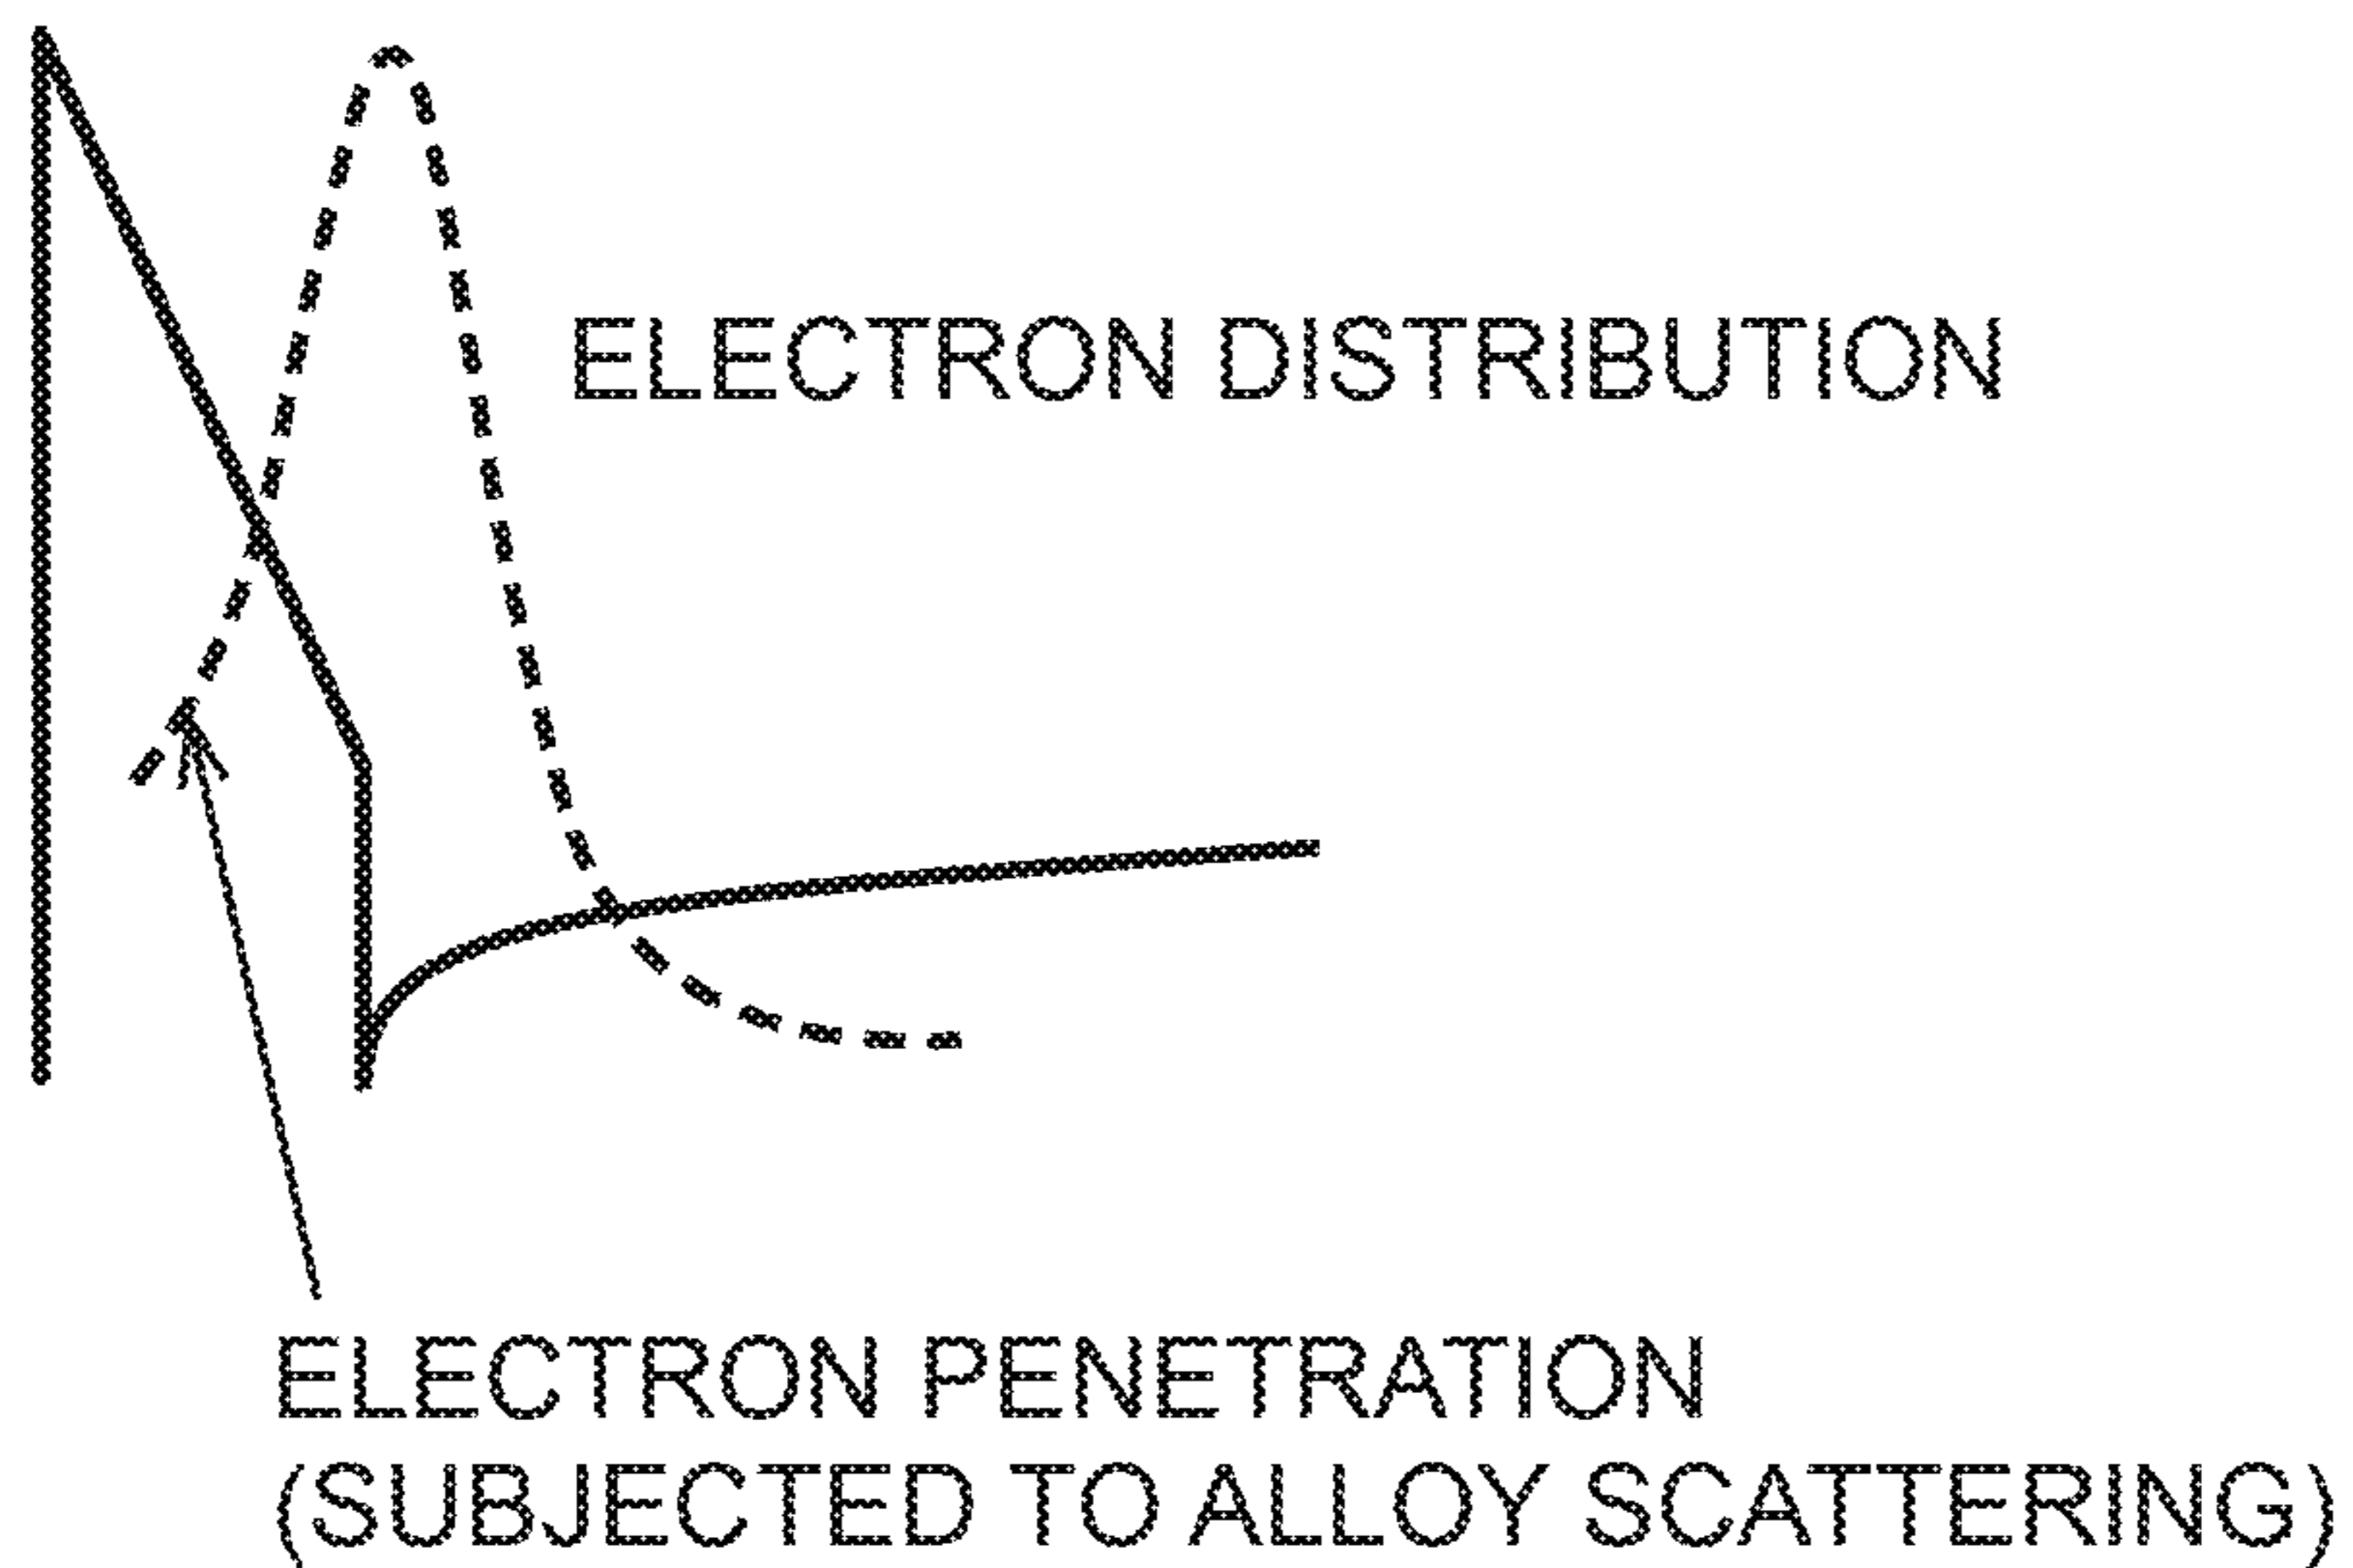 ELECTRON DISTRIBUTION
ELECTRON PENETRATION
(SUBJECTED TO ALLOY SCATTERING)